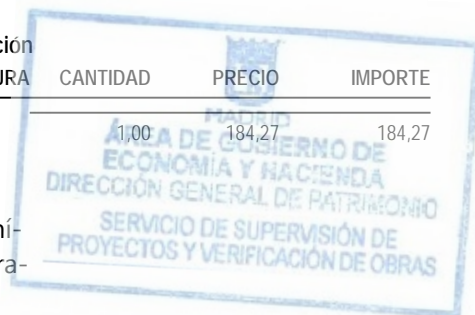 ción
URA CANTIDAD PRECIO IMPORTE
MADRID
1,00 184,27 184,27
ÁREA DE GOBIERNO DE
ECONOMÍA Y HACIENDA
DIRECCIÓN GENERAL DE PATRIMONIO
SERVICIO DE SUPERVISIÓN DE
PROYECTOS Y VERIFICACIÓN DE OBRAS
ní-
ra-